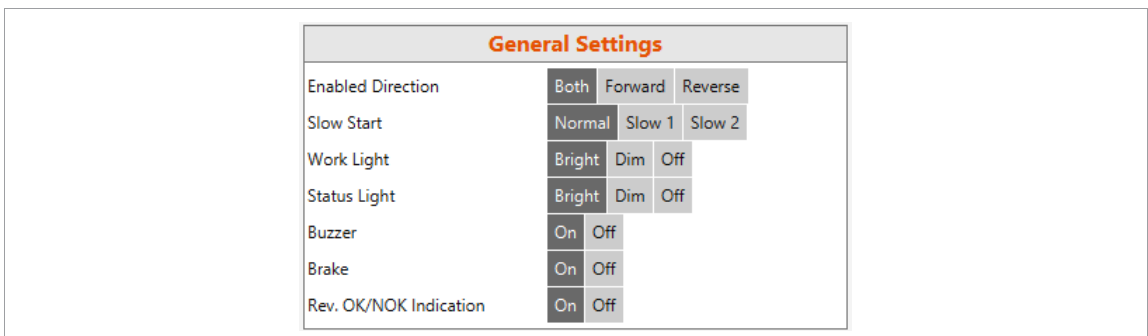 General Settings
Enabled Direction Both Forward Reverse
Slow Start Normal Slow 1 Slow 2
Work Light Bright Dim Off
Status Light Bright Dim Off
Buzzer On Off
Brake On Off
Rev. OK/NOK Indication On Off